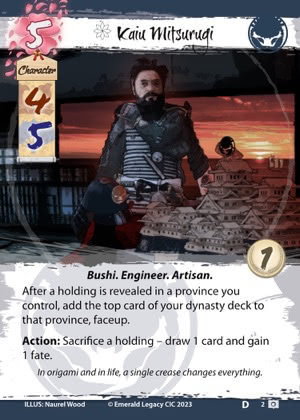 5
Kaiu Mitsurugi
Character
4
5
1
Bushi. Engineer. Artisan.
After a holding is revealed in a province you
control, add the top card of your dynasty deck to
that province, faceup.
Action: Sacrifice a holding – draw 1 card and gain
1 fate.
In origami and in life, a single crease changes everything.
ILLUS: Naurel Wood
© Emerald Legacy CIC 2023
D
2